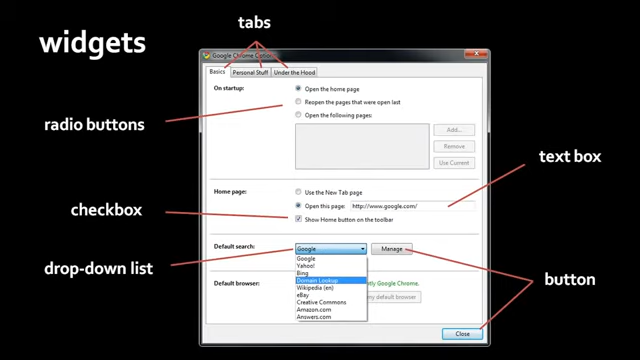 tabs
widgets
Google Chrome Options
Basics Personal Stuff Under the Hood
On startup: Open the home page
Reopen the pages that were open last
Open the following pages:
radio buttons
Add...
Remove
Use Current
text box
Home page: Use the New Tab page
Open this page: http://www.google.com/
checkbox
Show Home button on the toolbar
Default search: Google Manage
drop-down list
Google
Yahoo!
Bing
Domain Lookup
Wikipedia (en)
eBay
Creative Commons
Amazon.com
Answers.com
Default browser: Google Chrome.
my default browser
button
Close